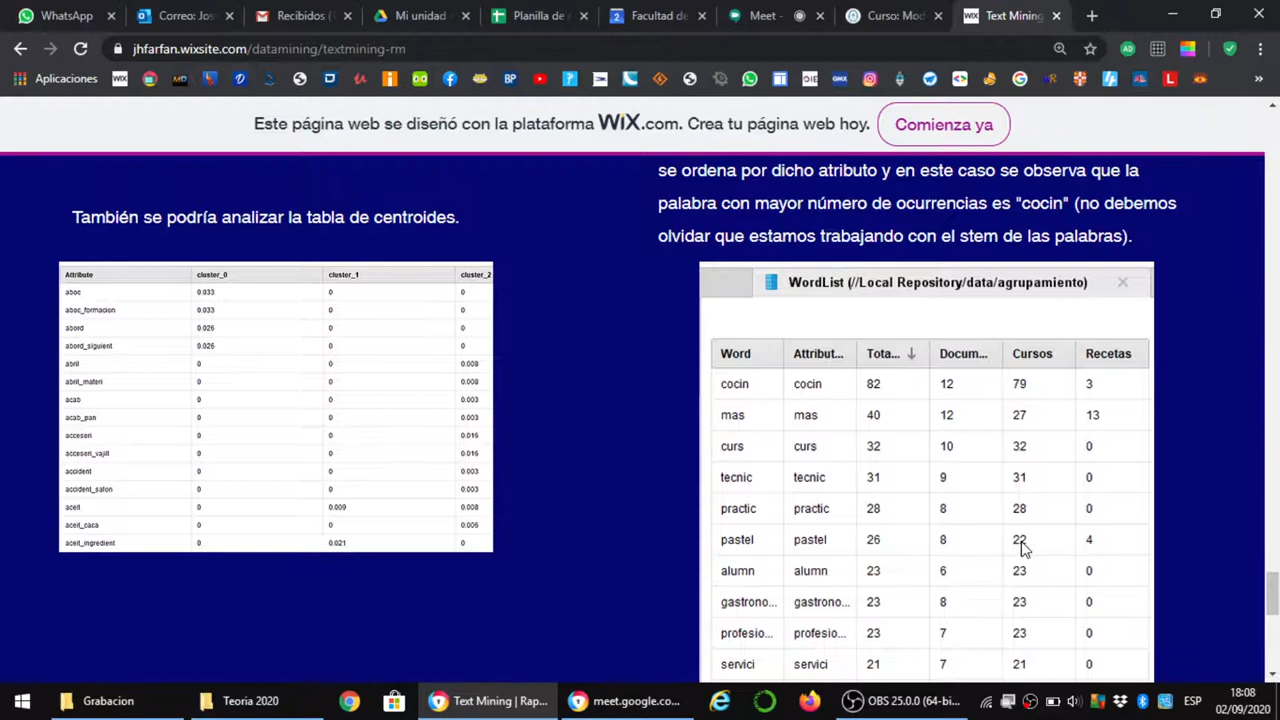 WhatsApp
Correo: Jos
Recibidos (
Mi unidad
Planilla de
Facultad de
Meet -
Curso: Mod
Text Mining
jhfarfan.wixsite.com/datamining/textmining-rm
Aplicaciones
Este página web se diseñó con la plataforma WiX.com. Crea tu página web hoy.
Comienza ya
También se podría analizar la tabla de centroides.
Attribute cluster_0 cluster_1 cluster_2
aboc 0.033 0 0
aboc_formacion 0.033 0 0
abord 0.026 0 0
abord_siguient 0.026 0 0
abril 0 0 0.008
abril_materi 0 0 0.008
acab 0 0 0.003
acab_pan 0 0 0.003
accesori 0 0 0.016
accesori_vajill 0 0 0.016
accident 0 0 0.003
accident_salon 0 0 0.003
aceit 0 0.009 0.008
aceit_caca 0 0 0.006
aceit_ingredient 0 0.021 0
se ordena por dicho atributo y en este caso se observa que la
palabra con mayor número de ocurrencias es "cocin" (no debemos
olvidar que estamos trabajando con el stem de las palabras).
WordList (//Local Repository/data/agrupamiento)
Word Attribut... Tota... Docum... Cursos Recetas
cocin cocin 82 12 79 3
mas mas 40 12 27 13
curs curs 32 10 32 0
tecnic tecnic 31 9 31 0
practic practic 28 8 28 0
pastel pastel 26 8 22 4
alumn alumn 23 6 23 0
gastrono... gastrono... 23 8 23 0
profesio... profesio... 23 7 23 0
servici servici 21 7 21 0
Grabacion
Teoria 2020
Text Mining | Rap...
meet.google.co...
OBS 25.0.0 (64-bi...
ESP
18:08
02/09/2020